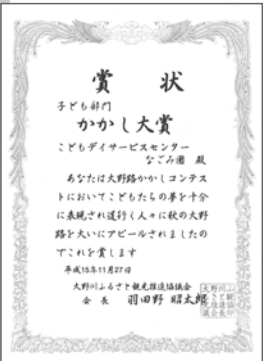 賞状
子ども部門
かかし大賞
こどもデイサービスセンター
なごみ園 殿
あなたは大野路かかしコンテス
トにおいてこどもたちの夢を十分
に表現され道行く人々に秋の大野
路を大いにアピールされましたの
でこれを賞します
平成15年11月27日
大野川ふるさと観光推進協議会
会長 羽田野 昭太郎